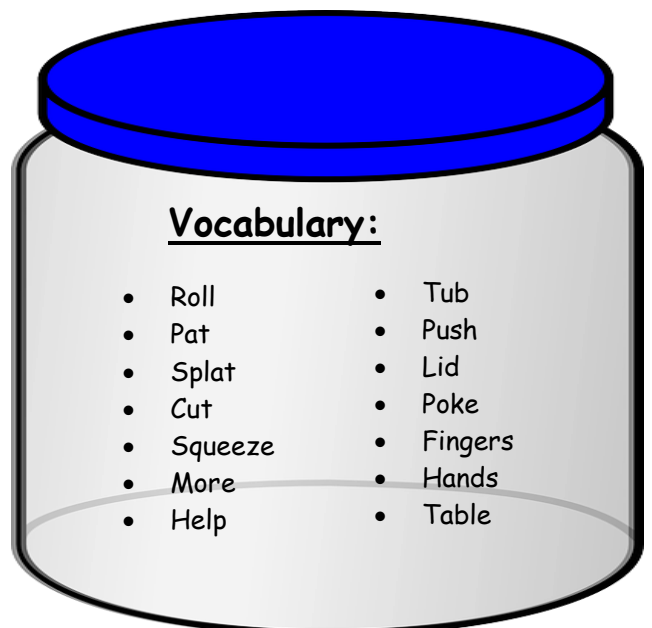 Vocabulary:
• Roll
• Pat
• Splat
• Cut
• Squeeze
• More
• Help
• Tub
• Push
• Lid
• Poke
• Fingers
• Hands
• Table